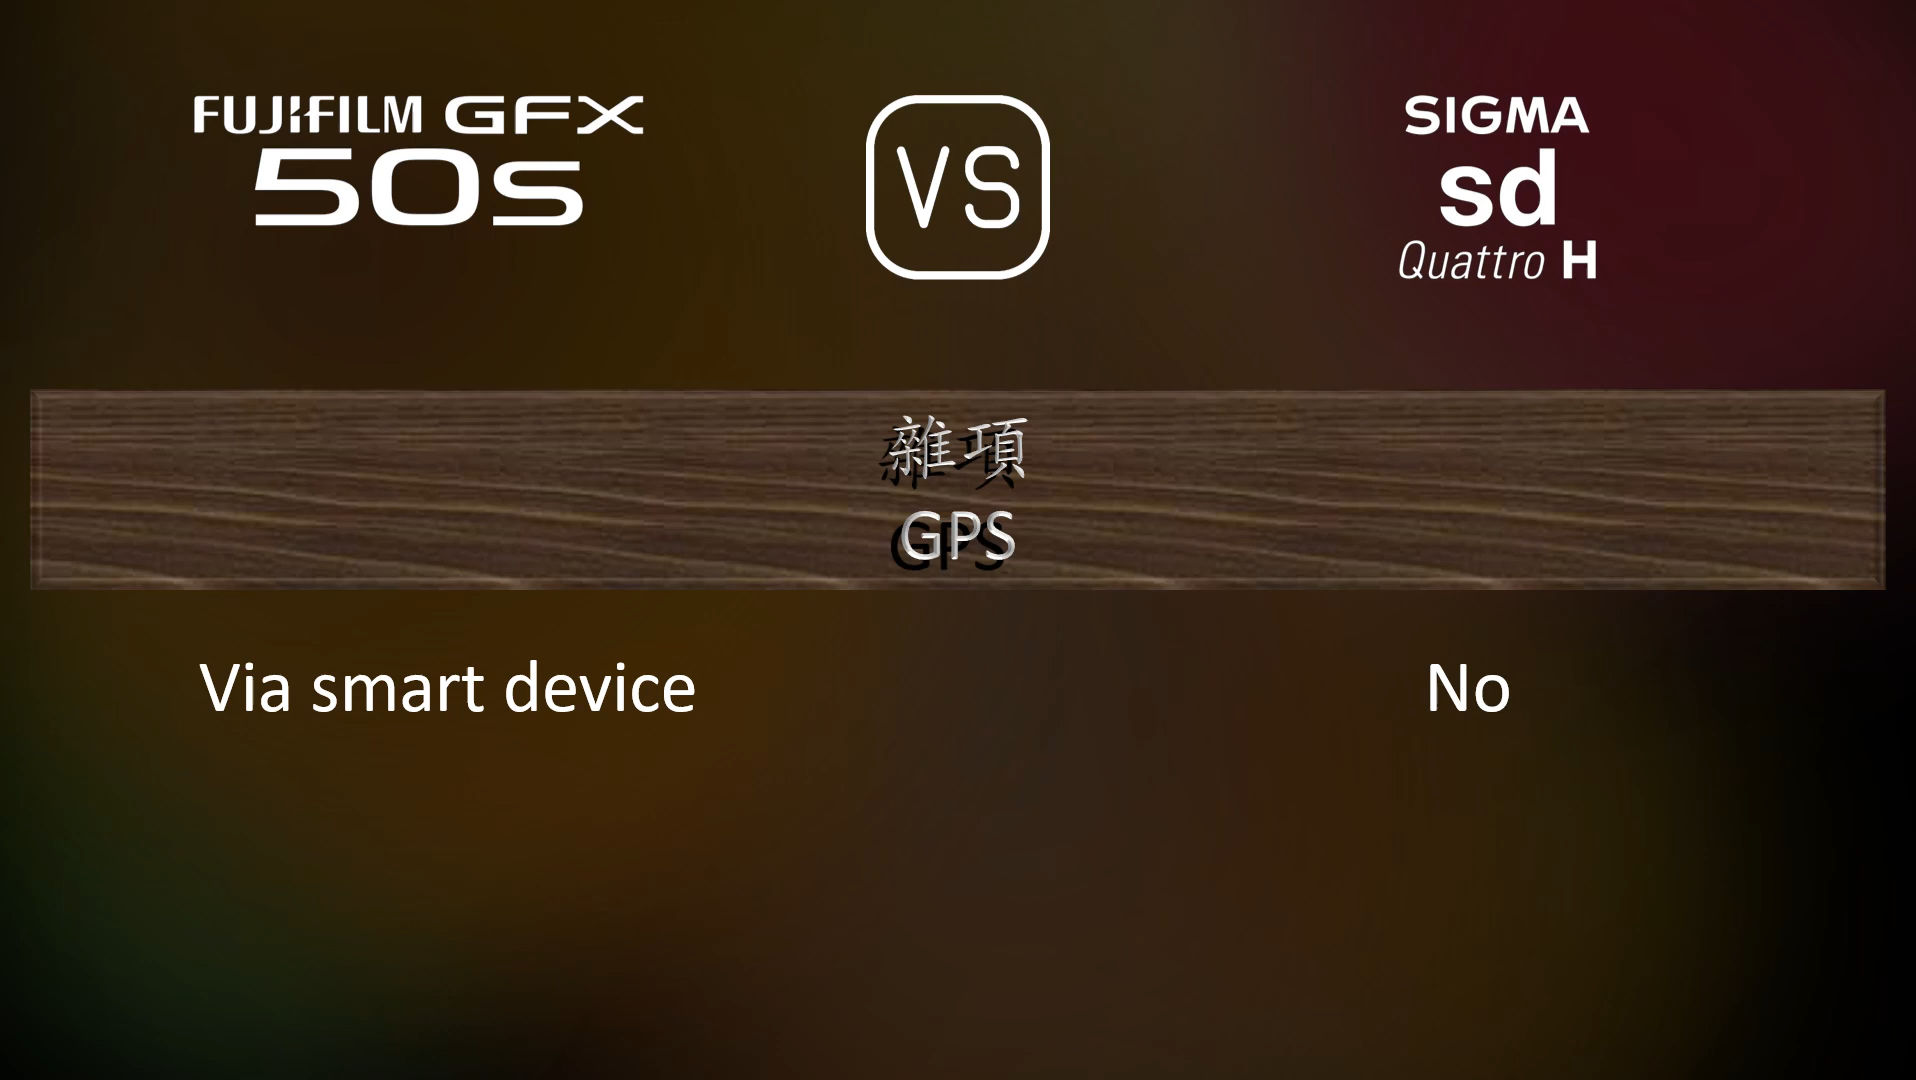 FUJIFILM GFX
50s
VS
SIGMA
sd
Quattro H
雜項
GPS
Via smart device
No